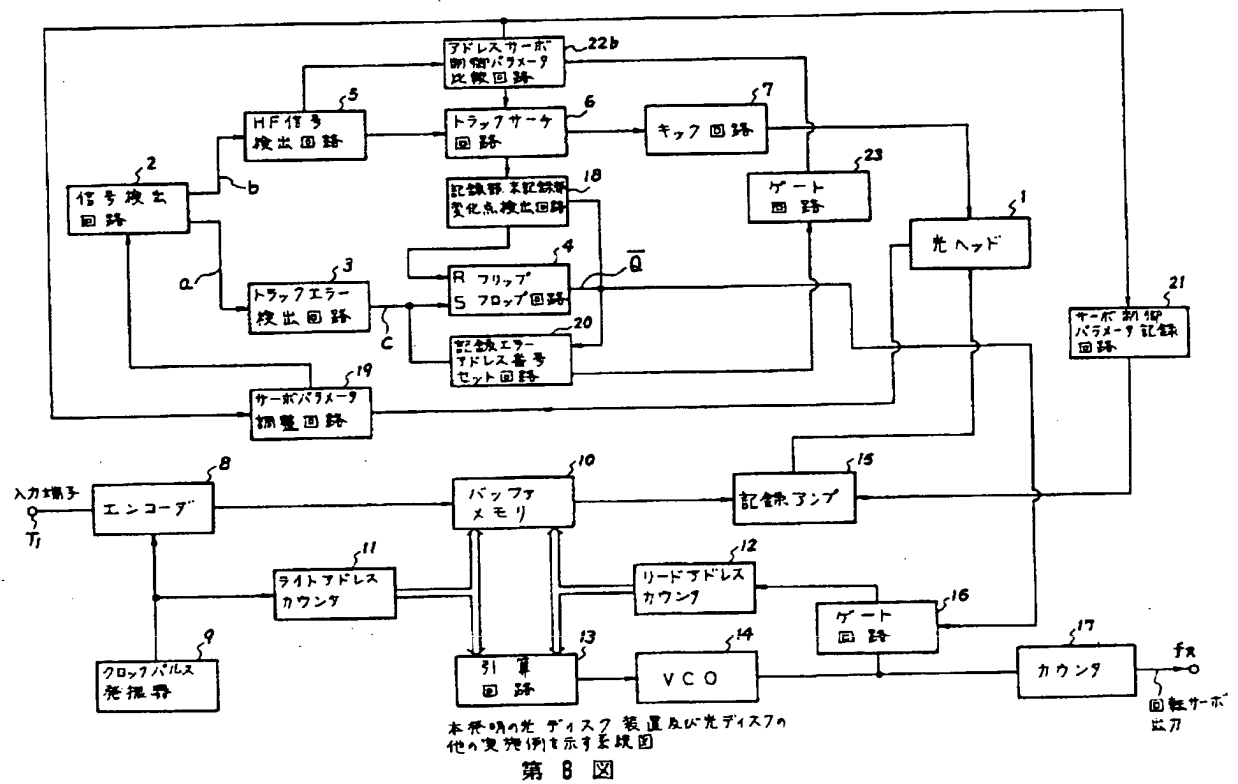 アドレスサーボ
制御パラメータ
比較回路
22b
5
HF信号
検出回路
6
トラックサーチ
回路
7
キック回路
2
信号検出
回路
b
a
記録部未記録部
変化点検出回路
18
23
ゲート
回路
1
光ヘッド
3
トラックエラー
検出回路
C
4
R フリップ
S フロップ回路
Q
20
記録エラー
アドレス番号
セット回路
21
サーボ制御
パラメータ記録
回路
19
サーボパラメータ
調整回路
入力端子
T1
8
エンコーダ
10
バッファ
メモリ
15
記録アンプ
11
ライトアドレス
カウンタ
12
リードアドレス
カウンタ
16
ゲート
回路
9
クロックパルス
発振器
13
引算
回路
14
VCO
17
カウンタ
fR
回転サーボ
出力
本発明の光ディスク装置及び光ディスクの
他の実施例を示す系統図
第8図